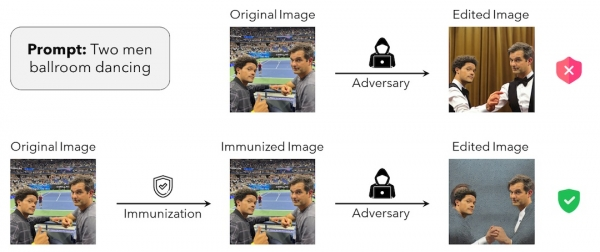 Prompt: Two men
ballroom dancing
Original Image
Adversary
Edited Image
Original Image
Immunization
Immunized Image
Adversary
Edited Image